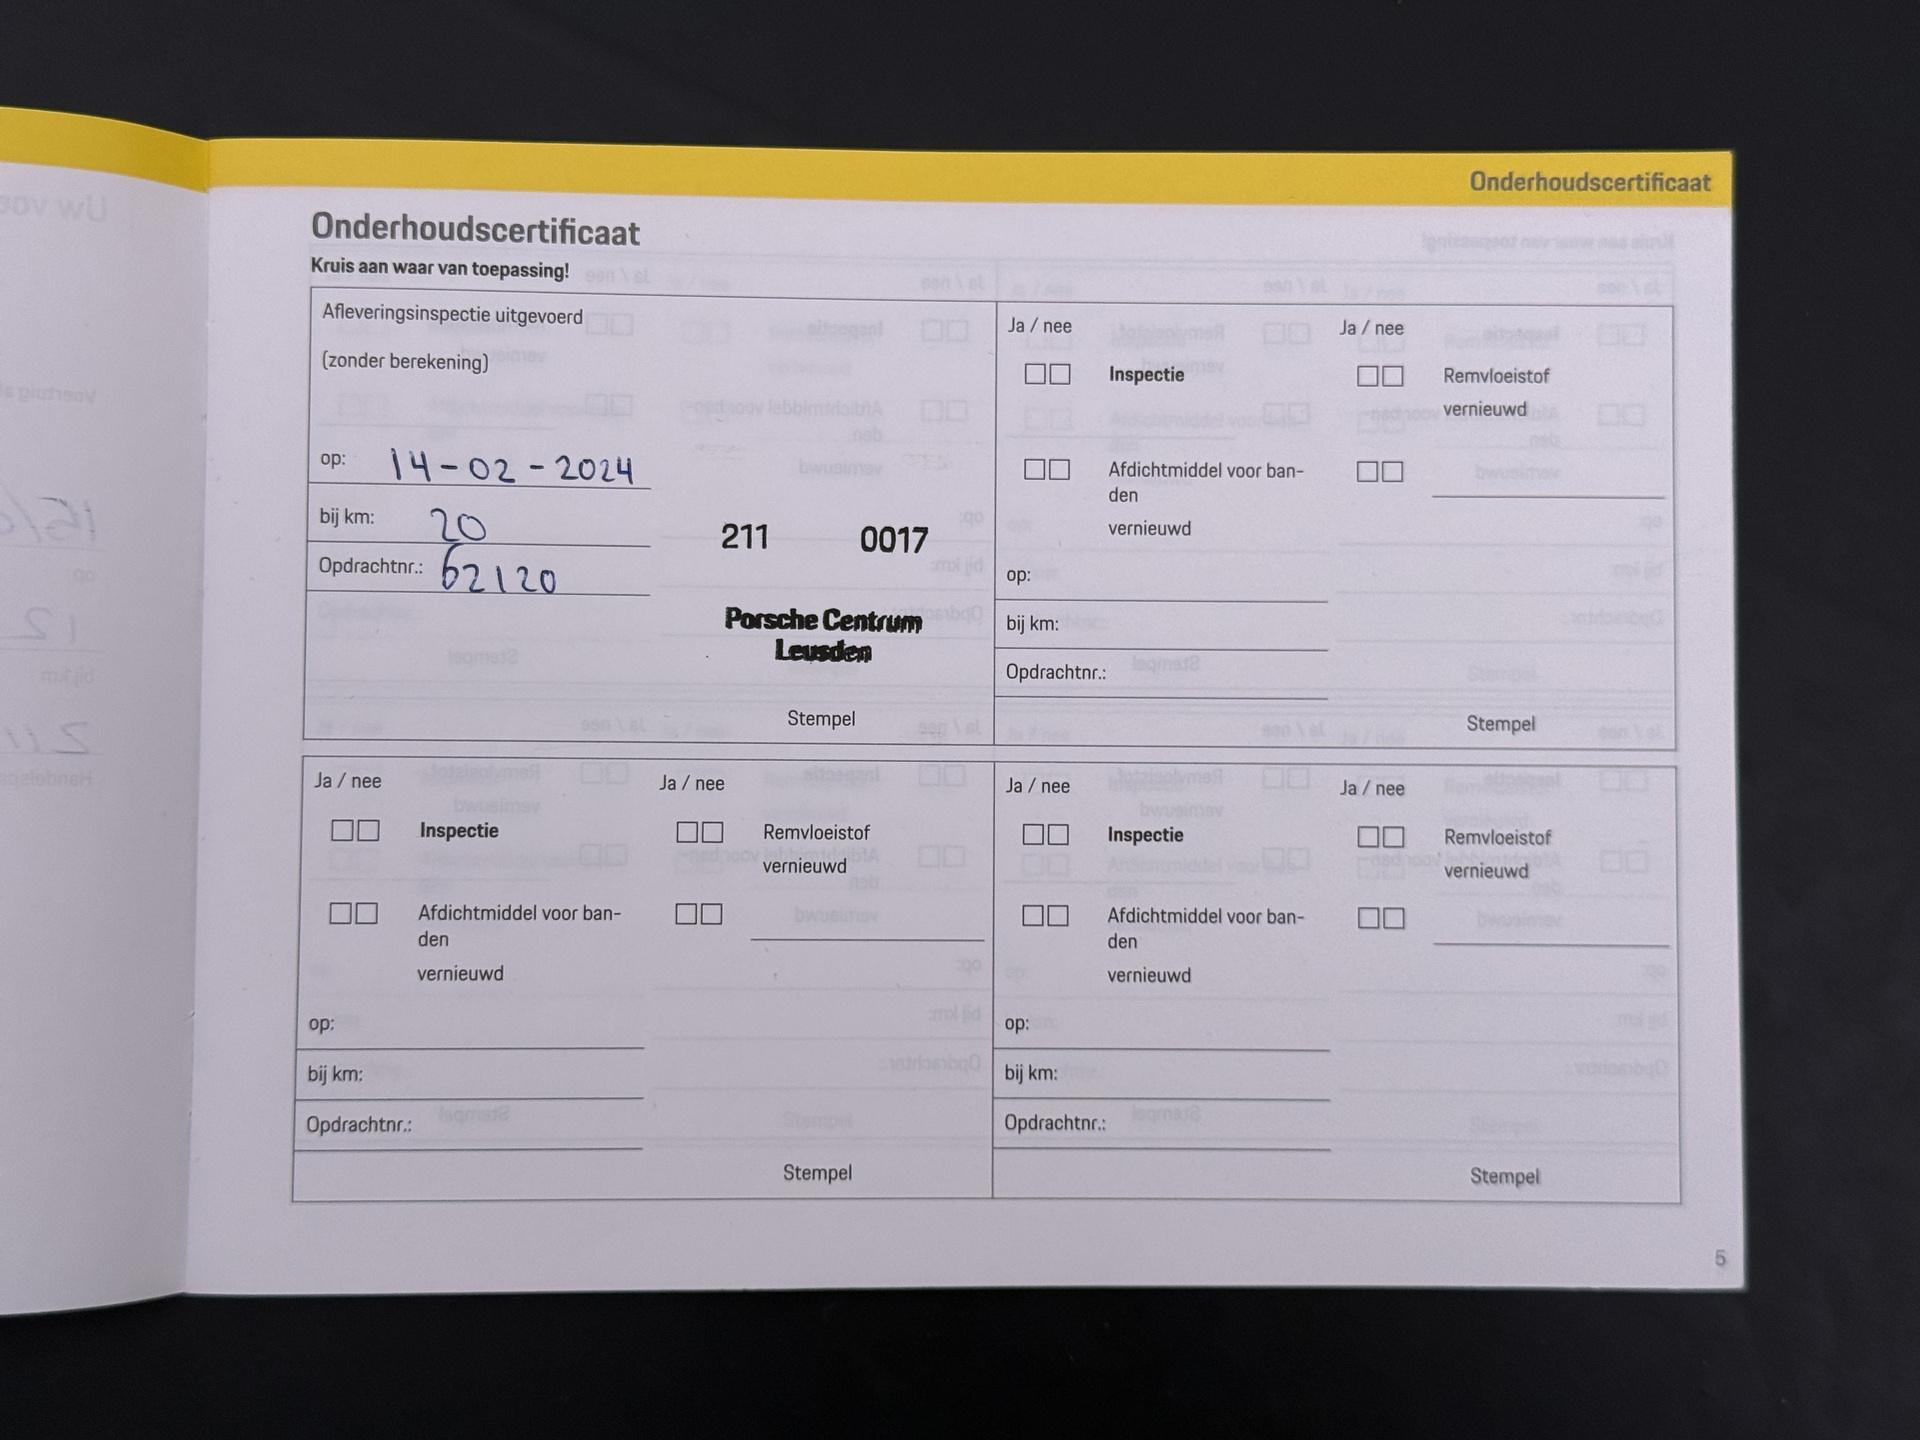 Onderhoudscertificaat
Onderhoudscertificaat
Kruis aan waar van toepassing!
Afleveringsinspectie uitgevoerd
(zonder berekening)
op: 14-02-2024
bij km: 20
Opdrachtnr.: 62120
211 0017
Porsche Centrum
Leusden
Stempel
Ja / nee Ja / nee
Inspectie Remvloeistof
vernieuwd
Afdichtmiddel voor ban-
den
vernieuwd
op:
bij km:
Opdrachtnr.:
Stempel
Ja / nee Ja / nee
Inspectie Remvloeistof
vernieuwd
Afdichtmiddel voor ban-
den
vernieuwd
op:
bij km:
Opdrachtnr.:
Stempel
Ja / nee Ja / nee
Inspectie Remvloeistof
vernieuwd
Afdichtmiddel voor ban-
den
vernieuwd
op:
bij km:
Opdrachtnr.:
Stempel
5